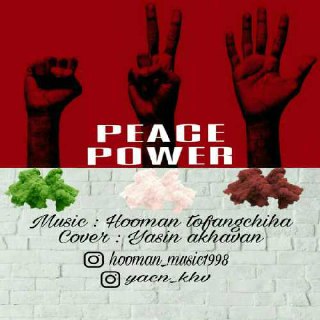 PEACE
POWER
Music : Hooman tofangchiha
Cover : Yasin akhavan
hooman_music1998
yacn_khv